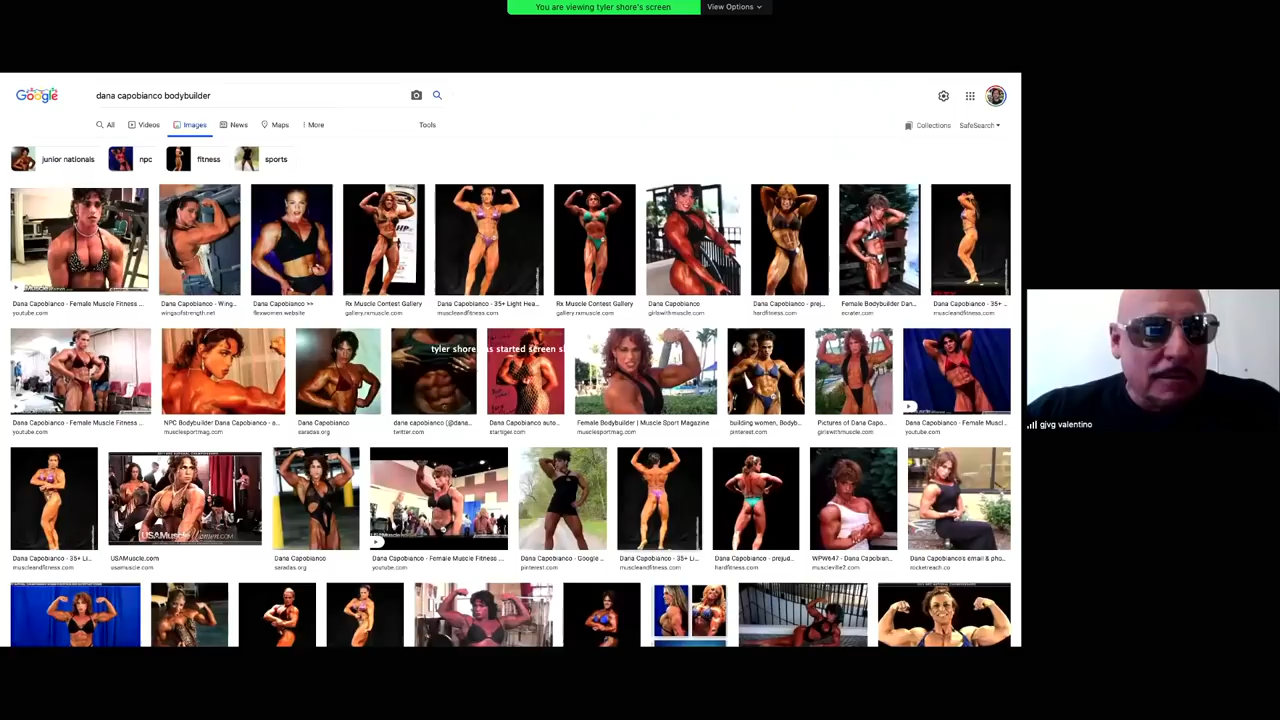 You are viewing tyler shore's screen
View Options
Google
dana capobianco bodybuilder
All
Videos
Images
News
Maps
More
Tools
Collections
SafeSearch
junior nationals
npc
fitness
sports
Dana Capobianco - Female Muscle Fitness ...
Dana Capobianco - Wing...
Dana Capobianco »»
Rx Muscle Contest Gallery
Dana Capobianco - 35+ Light Hea...
Rx Muscle Contest Gallery
Dana Capobianco
Dana Capobianco - prej...
Female Bodybuilder Dan...
Dana Capobianco - 35+ ...
youtube.com
wingsofstrength.net
flexwomen.website
gallery.rxmuscle.com
muscleandfitness.com
gallery.rxmuscle.com
girlswithmuscle.com
hardfitness.com
ecrater.com
muscleandfitness.com
tyler shore
s started screen s
Dana Capobianco - Female Muscle Fitness ...
NPC Bodybuilder Dana Capobianco - a...
Dana Capobianco
dana capobianco (@dana...
Dana Capobianco auto...
Female Bodybuilder | Muscle Sport Magazine
building women, Bodyb...
Pictures of Dana Capo...
Dana Capobianco - Female Muscl...
youtube.com
musclesportmag.com
saradas.org
twitter.com
startiger.com
musclesportmag.com
pinterest.com
girlswithmuscle.com
youtube.com
USAMuscle
.COM
Dana Capobianco - 35+ Li...
USAMuscle.com
Dana Capobianco
Dana Capobianco - Female Muscle Fitness ...
Dana Capobianco - Google ...
Dana Capobianco - 35+ Li...
Dana Capobianco - prejud...
WPW647 - Dana Capobian...
Dana Capobianco's email & pho...
muscleandfitness.com
usamuscle.com
saradas.org
youtube.com
pinterest.com
muscleandfitness.com
hardfitness.com
muscleville7.com
rocketreach.co
gjvg valentino